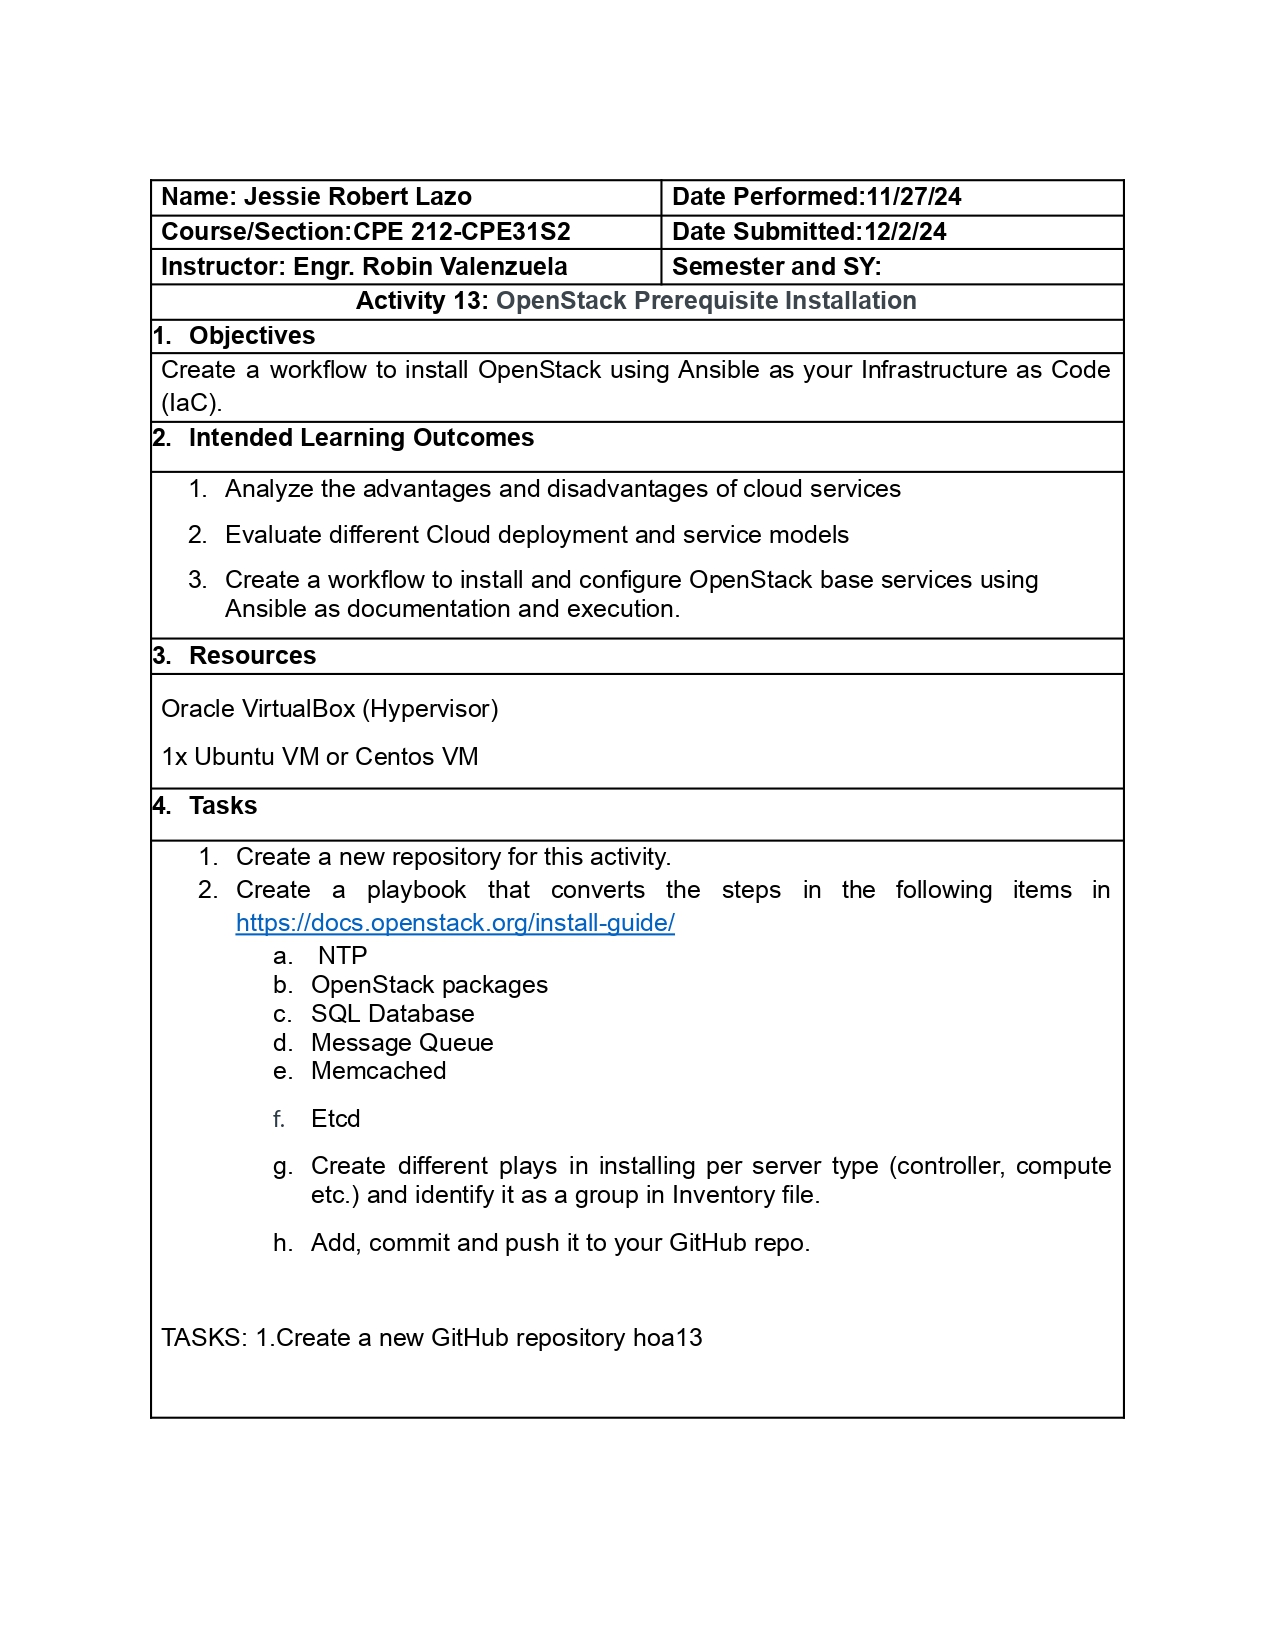 Name: Jessie Robert Lazo
Date Performed:11/27/24
Course/Section:CPE 212-CPE31S2
Date Submitted:12/2/24
Instructor: Engr. Robin Valenzuela
Semester and SY:
Activity 13: OpenStack Prerequisite Installation
1. Objectives
Create a workflow to install OpenStack using Ansible as your Infrastructure as Code
(IaC).
2. Intended Learning Outcomes
1. Analyze the advantages and disadvantages of cloud services
2. Evaluate different Cloud deployment and service models
3. Create a workflow to install and configure OpenStack base services using
Ansible as documentation and execution.
3. Resources
Oracle VirtualBox (Hypervisor)
1x Ubuntu VM or Centos VM
4. Tasks
1. Create a new repository for this activity.
2. Create a playbook that converts the steps in the following items in
https://docs.openstack.org/install-guide/
a. NTP
b. OpenStack packages
c. SQL Database
d. Message Queue
e. Memcached
f. Etcd
g. Create different plays in installing per server type (controller, compute
etc.) and identify it as a group in Inventory file.
h. Add, commit and push it to your GitHub repo.
TASKS: 1.Create a new GitHub repository hoa13